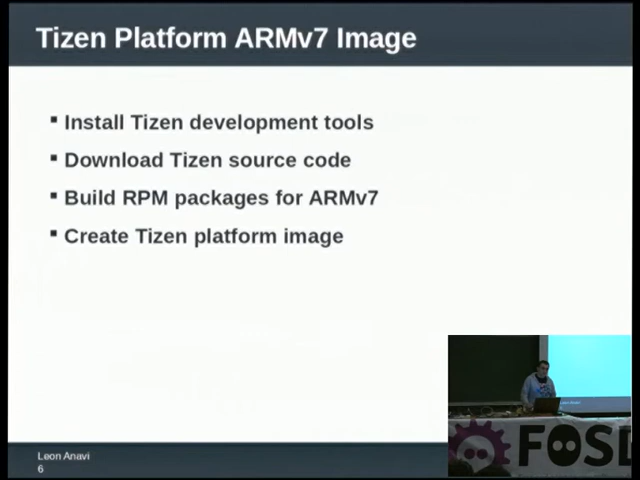 Tizen Platform ARMv7 Image
Install Tizen development tools
Download Tizen source code
Build RPM packages for ARMv7
Create Tizen platform image
Leon Anavi
6
FOSD